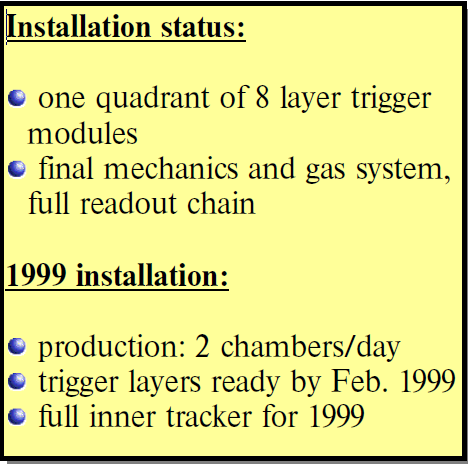 Installation status:
one quadrant of 8 layer trigger
modules
final mechanics and gas system,
full readout chain
1999 installation:
production: 2 chambers/day
trigger layers ready by Feb. 1999
full inner tracker for 1999